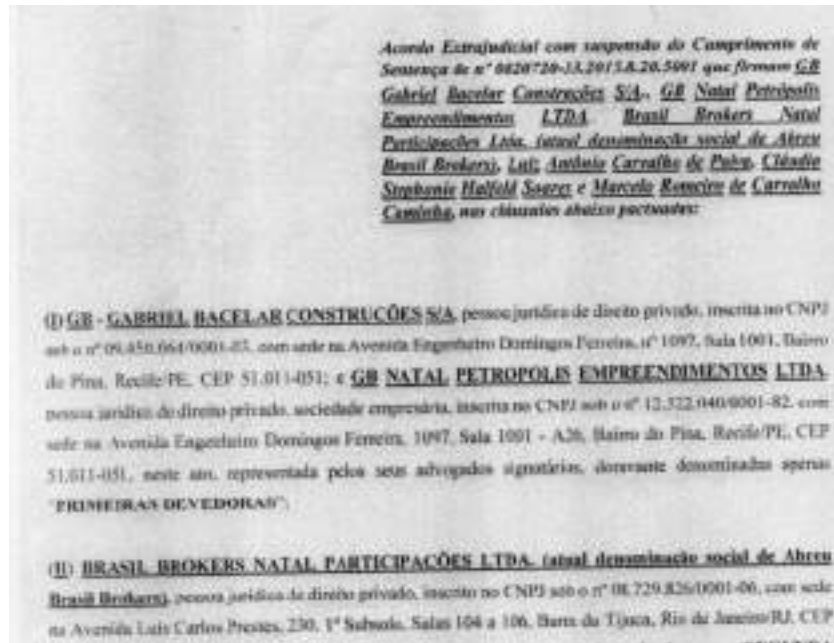 Acordo Extrajudicial com suspensão do Cumprimento de
Sentença de nº 0820720-13.2015.8.20.5001 que firmam GB
Gabriel Bacelar Construções S/A., GB Natal Petrópolis
Empreendimentos LTDA. Brasil Brokers Natal
Participações Ltda. (atual denominação social de Abreu
Brasil Brokers), Luiz Antônio Carvalho de Paiva, Cláudia
Stephanie Halfeld Soares e Marcelo Romeiro de Carvalho
Caminha, nas cláusulas abaixo pactuadas:
(I) GB - GABRIEL BACELAR CONSTRUÇÕES S/A, pessoa jurídica de direito privado, inscrita no CNPJ
sob o nº com sede na Avenida Engenheiro Domingos Ferreira, nº 1097, Sala 1001, Bairro
do Pina, Recife/PE, CEP 51.011-051; e GB NATAL PETROPOLIS EMPREENDIMENTOS LTDA,
pessoa jurídica de direito privado, sociedade empresária, inscrita no CNPJ sob o nº 12.322.040/0001-82, com
sede na Avenida Engenheiro Domingos Ferreira, 1097, Sala 1001 - A26, Bairro do Pina, Recife/PE, CEP
51.011-051, neste ato, representada pelos seus advogados signatários, doravante denominadas apenas
"PRIMEIRAS DEVEDORAS";
(II) BRASIL BROKERS NATAL PARTICIPAÇÕES LTDA. (atual denominação social de Abreu
Brasil Brokers), pessoa jurídica de direito privado, inscrito no CNPJ sob o nº 08.729.826/0001-06, com sede
na Avenida Luis Carlos Prestes, 230, 1º Subsolo, Salas 104 a 106, Barra da Tijuca, Rio de Janeiro/RJ, CEP